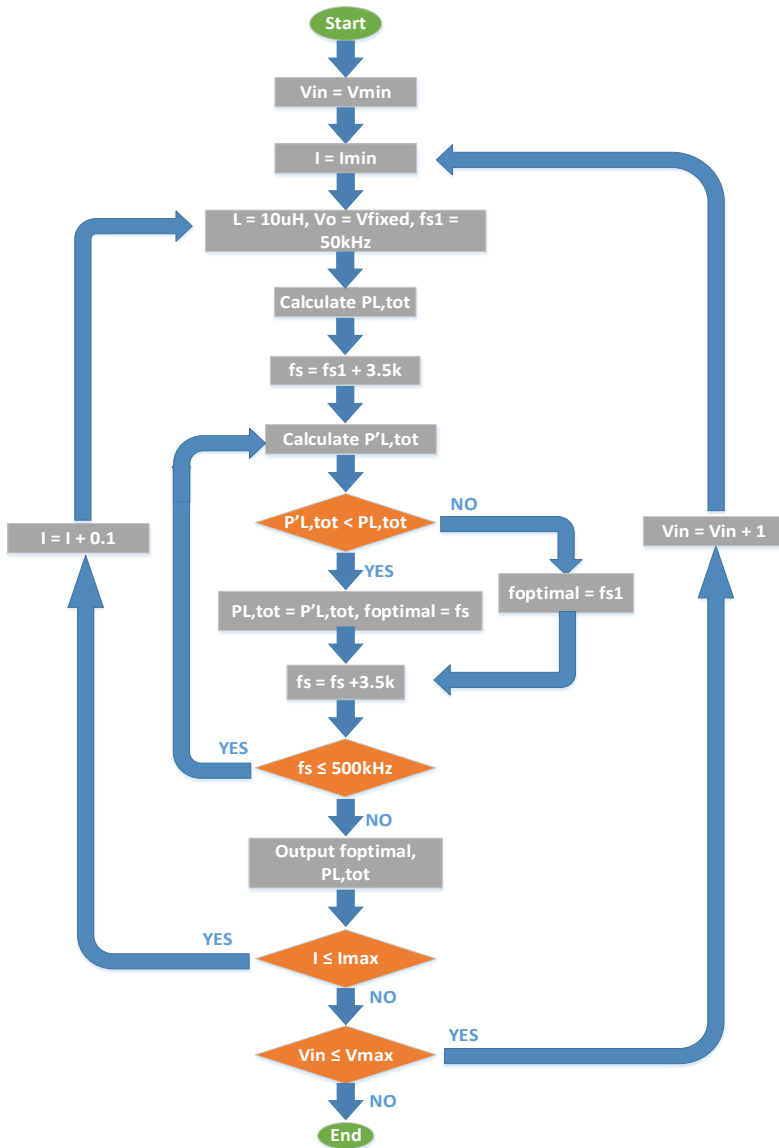 Start
Vin = Vmin
I = Imin
L = 10uH, Vo = Vfixed, fs1 =
50kHz
Calculate PL,tot
fs = fs1 + 3.5k
Calculate P'L,tot
P'L,tot < PL,tot
NO
YES
I = I + 0.1
Vin = Vin + 1
foptimal = fs1
PL,tot = P'L,tot, foptimal = fs
fs = fs +3.5k
YES
fs ≤ 500kHz
NO
Output foptimal,
PL,tot
YES
I ≤ Imax
NO
Vin ≤ Vmax
YES
NO
End